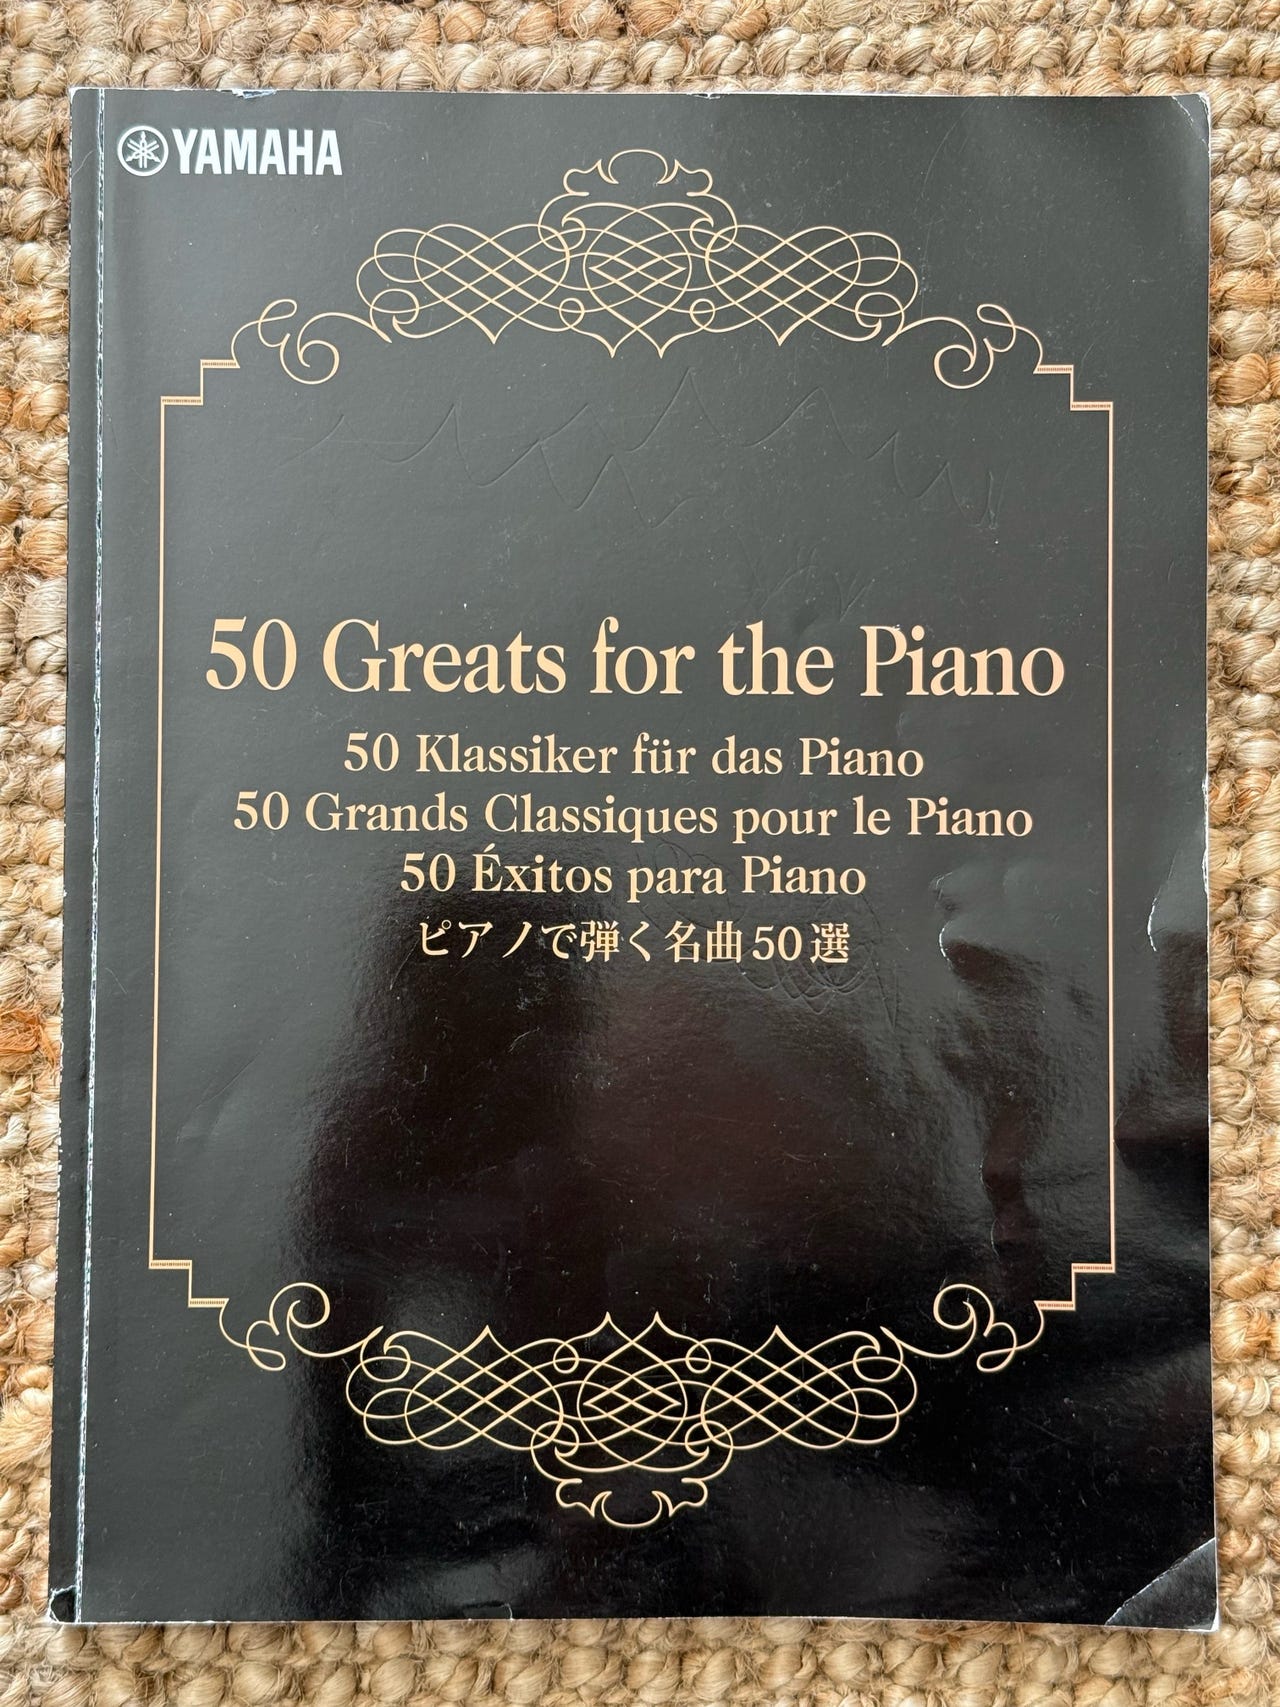 YAMAHA
50 Greats for the Piano
50 Klassiker für das Piano
50 Grands Classiques pour le Piano
50 Éxitos para Piano
ピアノで弾く名曲50選